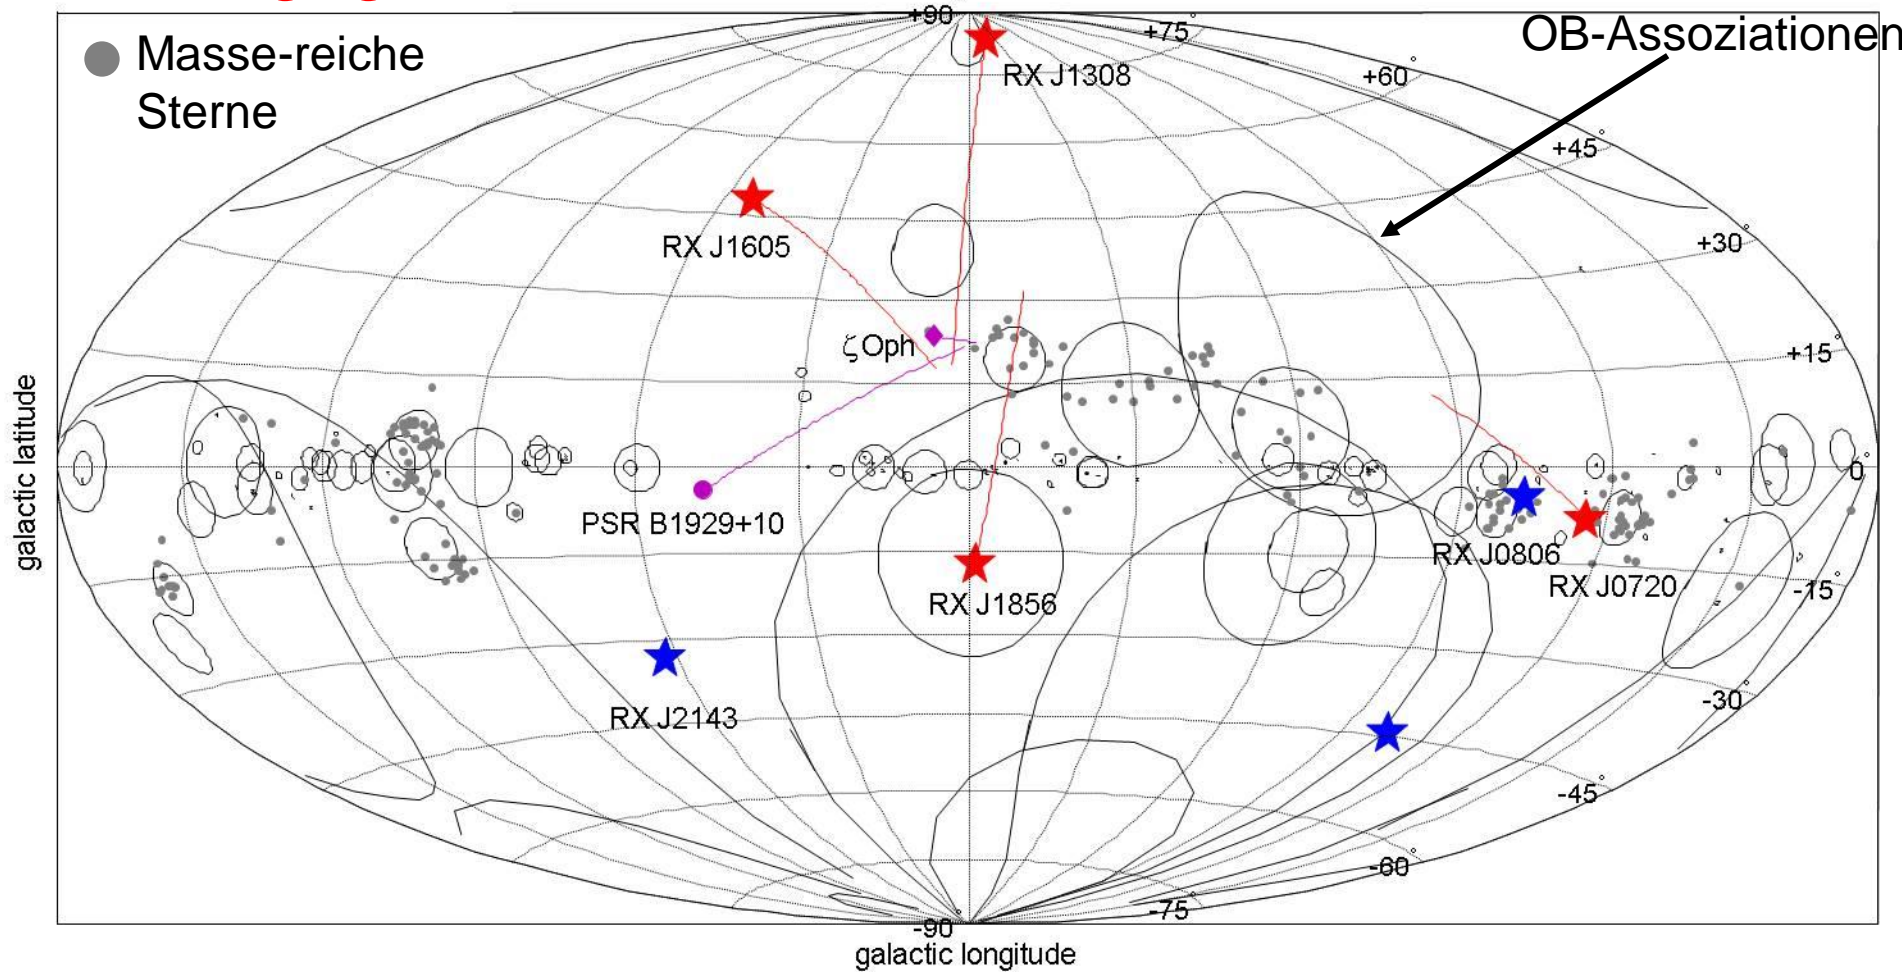 OB-Assoziationen
Masse-reiche
Sterne
+90
+75°
RX J1308
+60°
+45°
RX J1605
+30°
ζ Oph
+15°
0°
PSR B1929+10
RX J0806
RX J0720
RX J1856
-15°
RX J2143
-30°
-45°
-60°
-75°
-90°
galactic latitude
galactic longitude